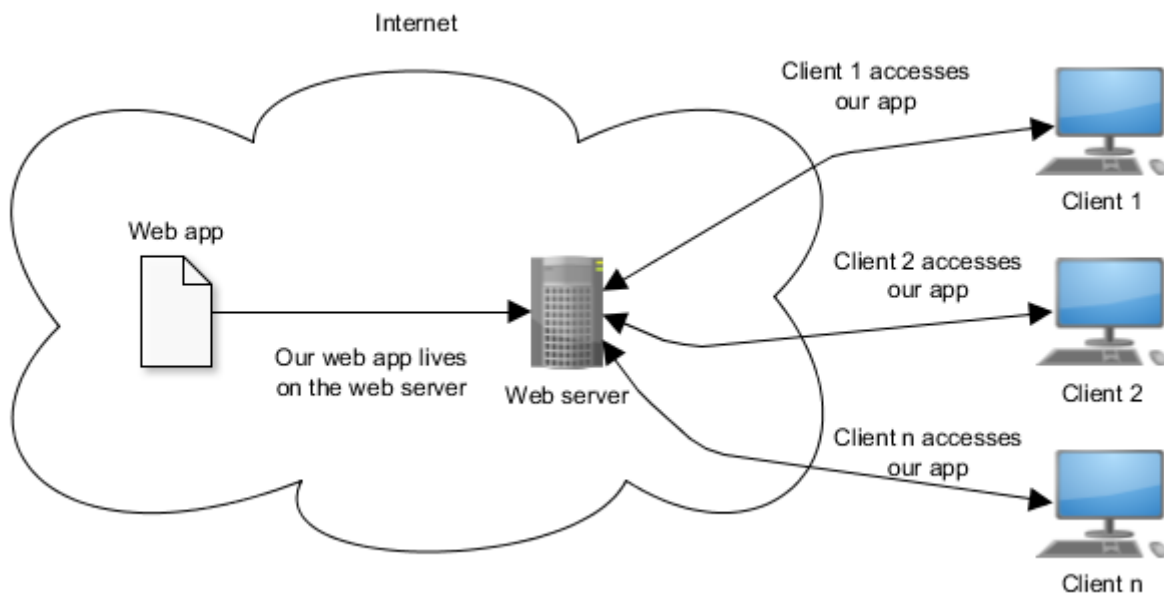 Internet
Client 1 accesses
our app
Client 1
Web app
Client 2 accesses
our app
Our web app lives
on the web server
Web server
Client 2
Client n accesses
our app
Client n